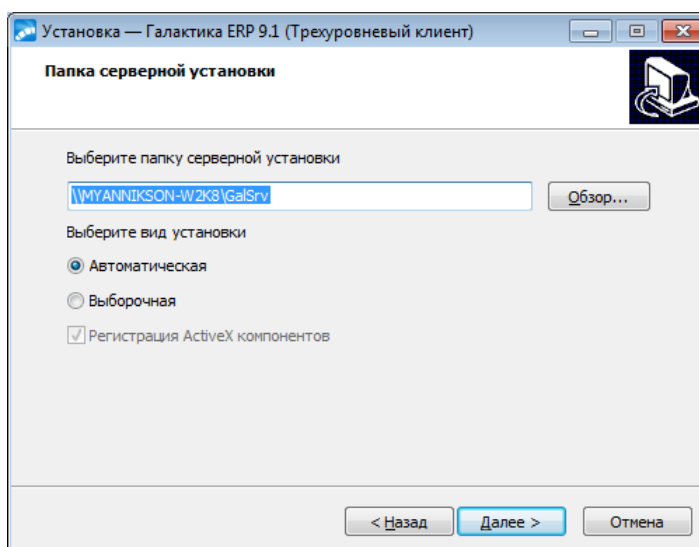 Установка — Галактика ERP 9.1 (Трехуровневый клиент)
Папка серверной установки
Выберите папку серверной установки
\\MYANNIKSON-W2K8\GalSrv
Обзор...
Выберите вид установки
Автоматическая
Выборочная
Регистрация ActiveX компонентов
< Назад
Далее >
Отмена